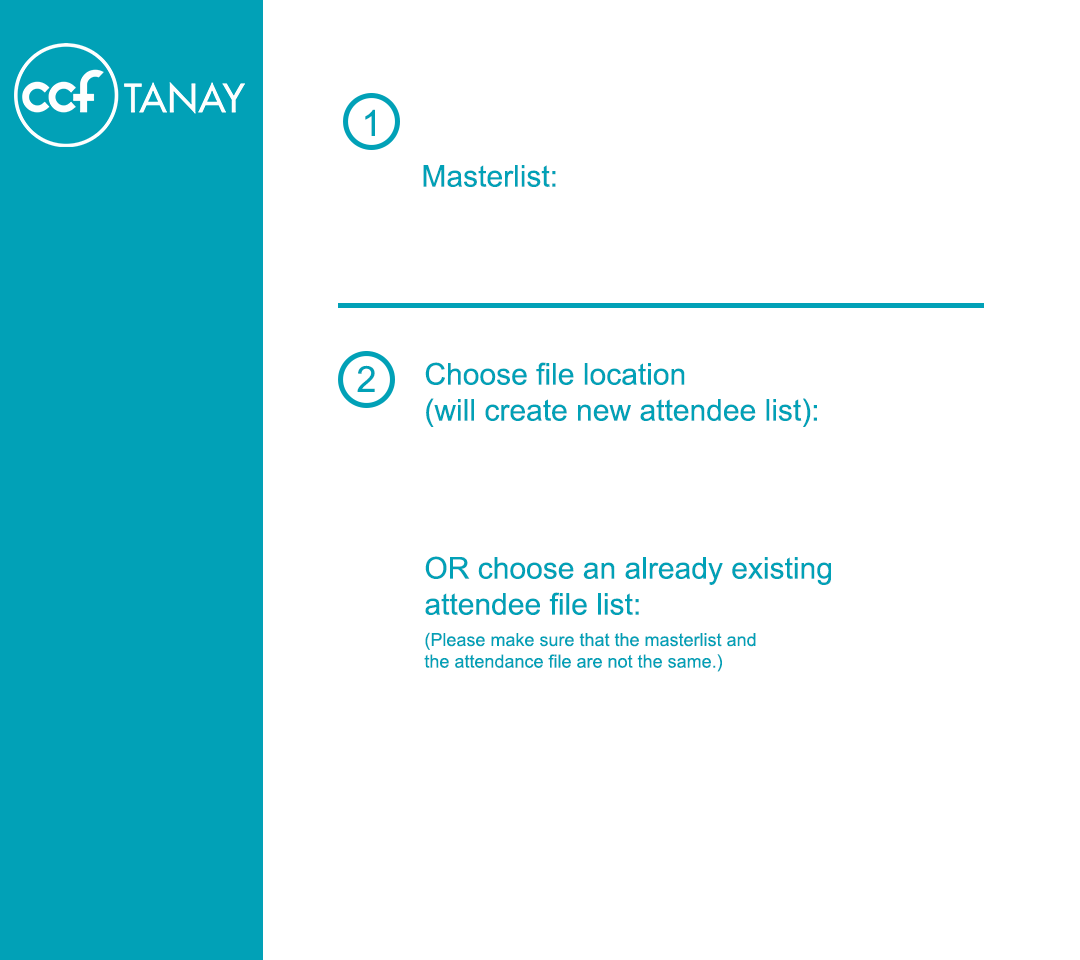 ccf TANAY
1
Masterlist:
2
Choose file location
(will create new attendee list):
OR choose an already existing
attendee file list:
(Please make sure that the masterlist and
the attendance file are not the same.)